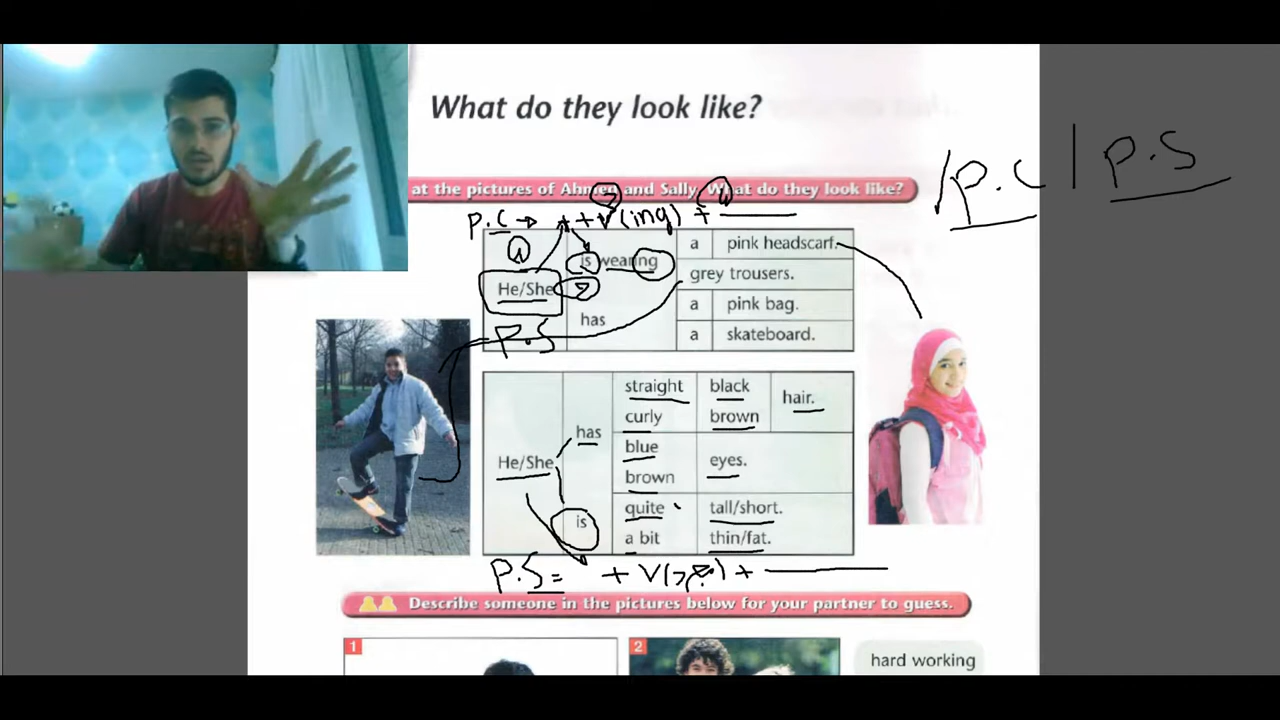 What do they look like?
/p.c | p.s
at the pictures of Ahmed and Sally. What do they look like?
p.c → + V(ing) +
He/She is wearing a pink headscarf.
grey trousers.
has a pink bag.
a skateboard.
P.S
He/She has straight black hair.
curly brown
blue eyes.
brown
is quite tall/short.
a bit thin/fat.
P.S = + V( ) +
Describe someone in the pictures below for your partner to guess.
1
2
hard working